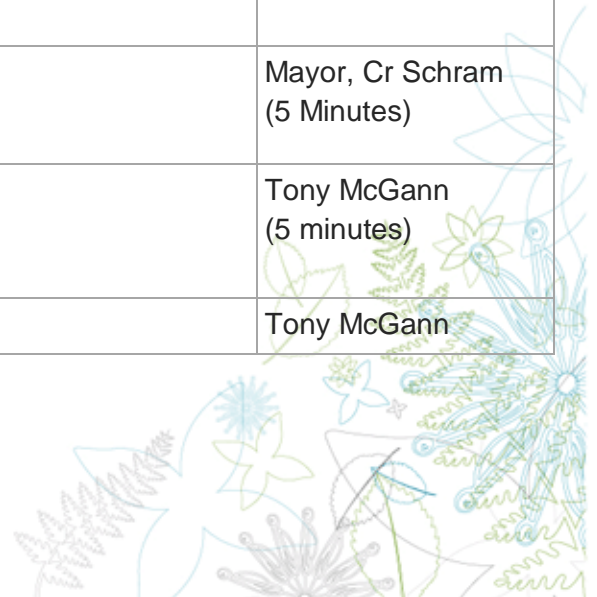 Mayor, Cr Schram
(5 Minutes)
Tony McGann
(5 minutes)
Tony McGann